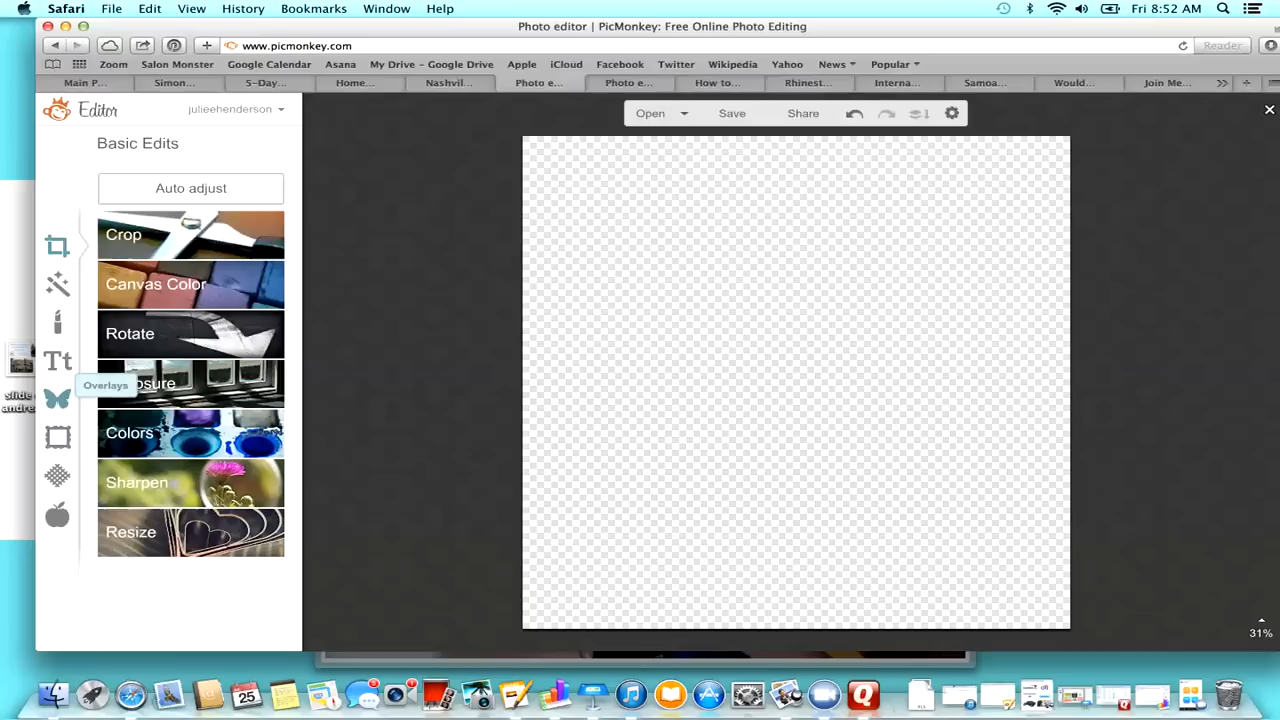 Safari File Edit View History Bookmarks Window Help Fri 8:52 AM
Photo editor | PicMonkey: Free Online Photo Editing
www.picmonkey.com Reader
Zoom Salon Monster Google Calendar Asana My Drive – Google Drive Apple iCloud Facebook Twitter Wikipedia Yahoo News Popular
Main P... Simon... 5-Day... Home... Nashvil... Photo e... Photo e... How to... Rhinest... Interna... Samoa... Would... Join Me...
Editor julieehenderson
Open Save Share
Basic Edits
Auto adjust
Crop
Canvas Color
Rotate
Overlays
osure
Colors
Sharpen
Resize
slide
andre
31%
25